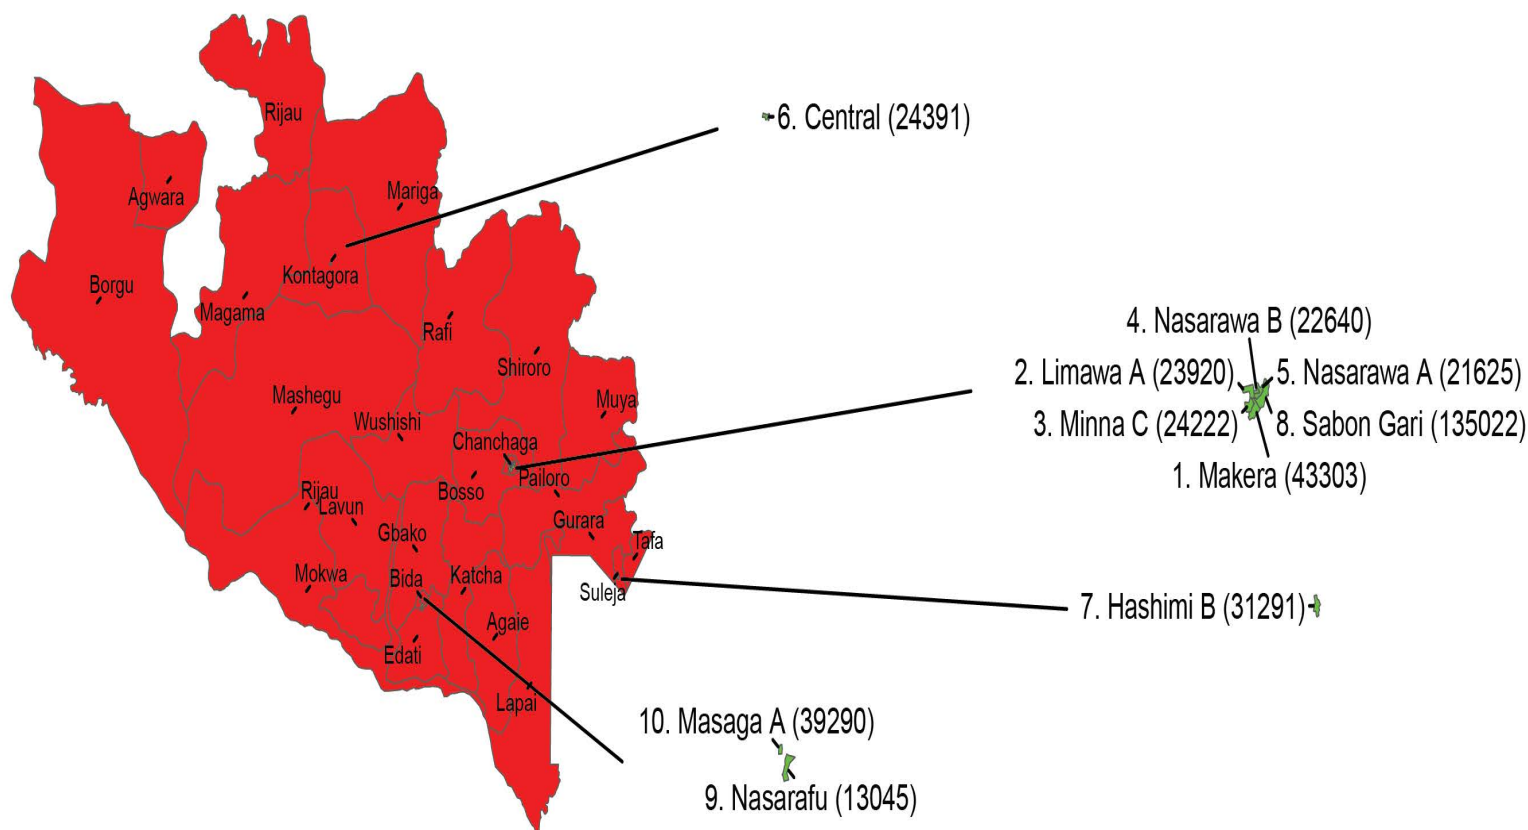 Rijau
6. Central (24391)
Agwara
Mariga
Kontagora
Borgu
Magama
Rafi
4. Nasarawa B (22640)
Shiroro
2. Limawa A (23920)
5. Nasarawa A (21625)
Mashegu
Muya
Wushishi
3. Minna C (24222)
8. Sabon Gari (135022)
Chanchaga
1. Makera (43303)
Pailoro
Bosso
Rijau
Lavun
Gurara
Gbako
Tafa
Mokwa
Bida
Katcha
Suleja
7. Hashimi B (31291)
Agaie
Edati
Lapai
10. Masaga A (39290)
9. Nasarafu (13045)